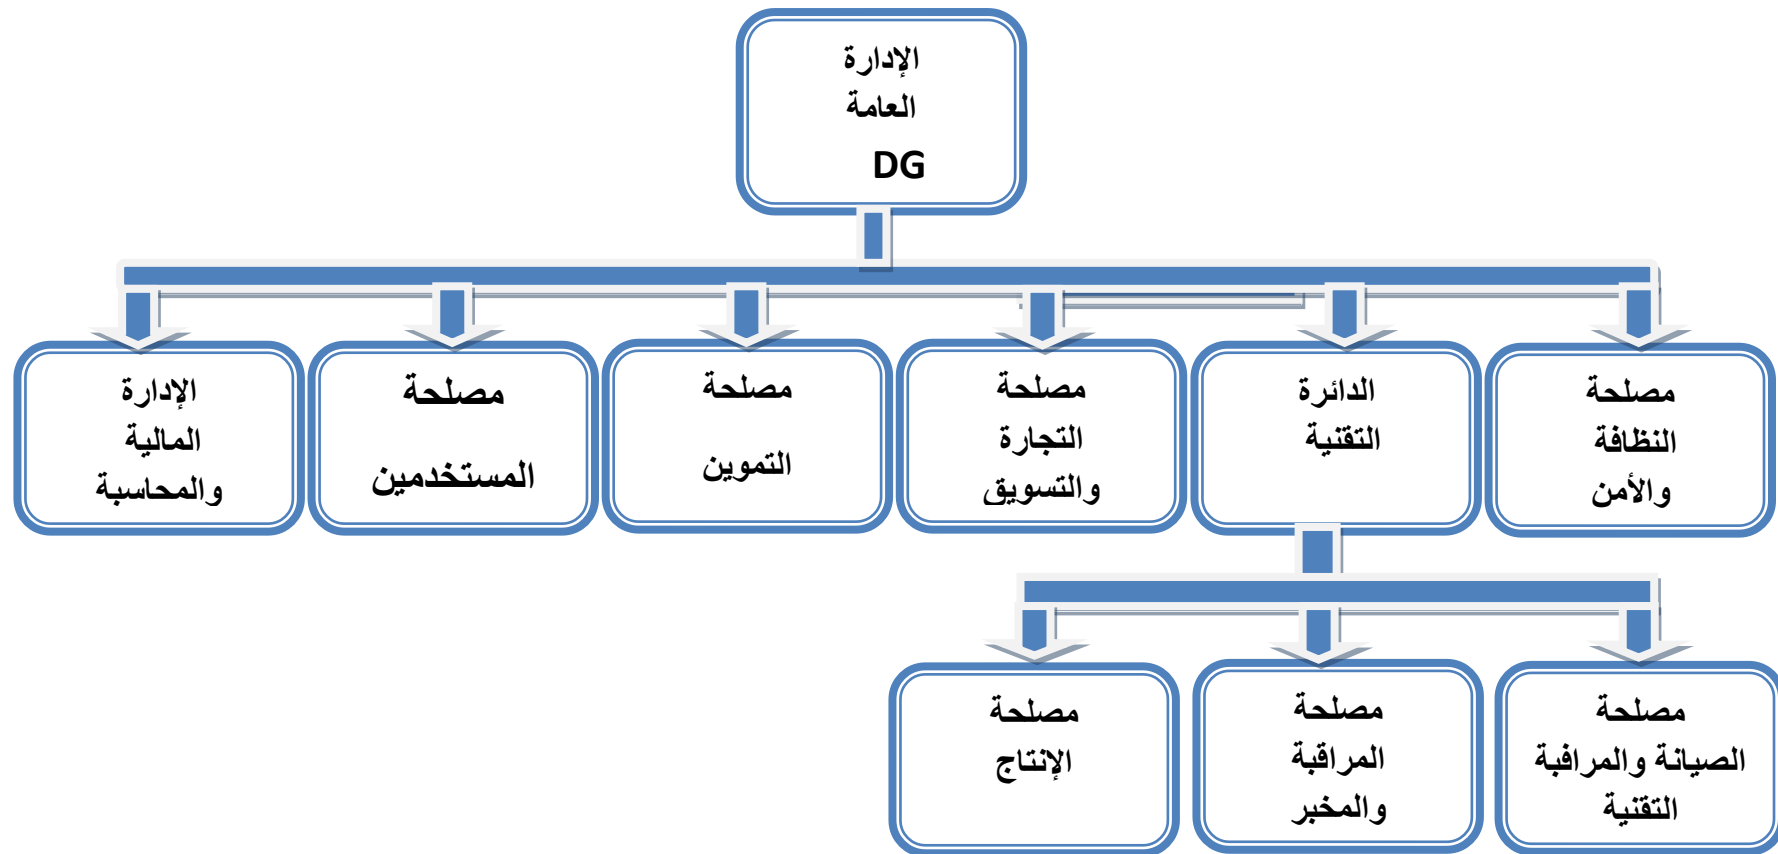 الإدارة
العامة
DG
مصلحة
النظافة
والأمن
الدائرة
التقنية
مصلحة
التجارة
والتسويق
مصلحة
التموين
مصلحة
المستخدمين
الإدارة
المالية
والمحاسبة
مصلحة
الصيانة والمراقبة
التقنية
مصلحة
المراقبة
والمخبر
مصلحة
الإنتاج